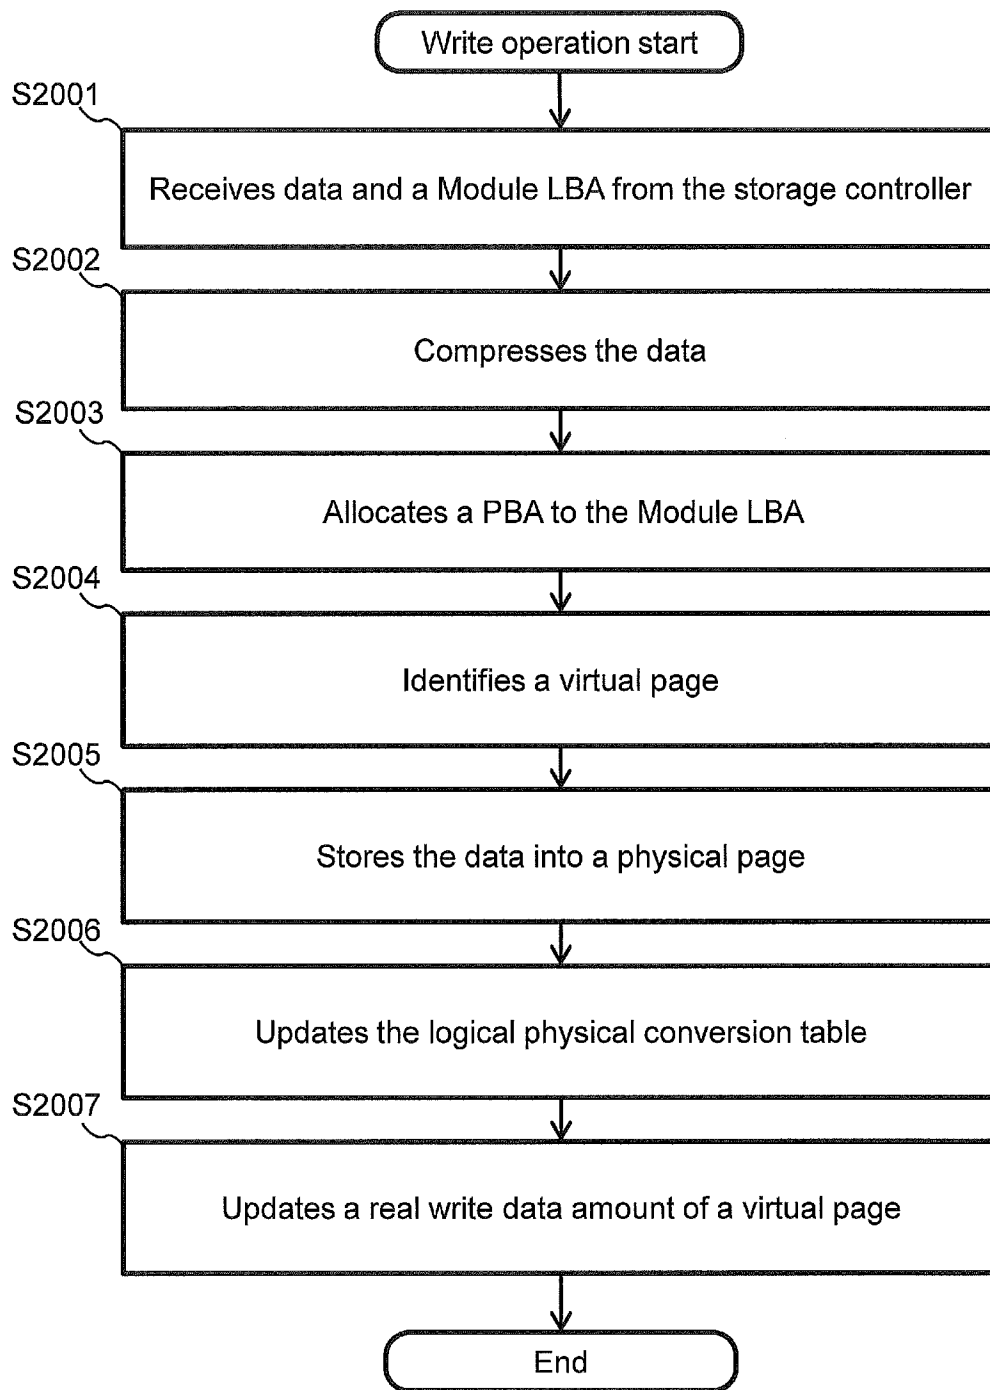 Write operation start
S2001
Receives data and a Module LBA from the storage controller
S2002
Compresses the data
S2003
Allocates a PBA to the Module LBA
S2004
Identifies a virtual page
S2005
Stores the data into a physical page
S2006
Updates the logical physical conversion table
S2007
Updates a real write data amount of a virtual page
End